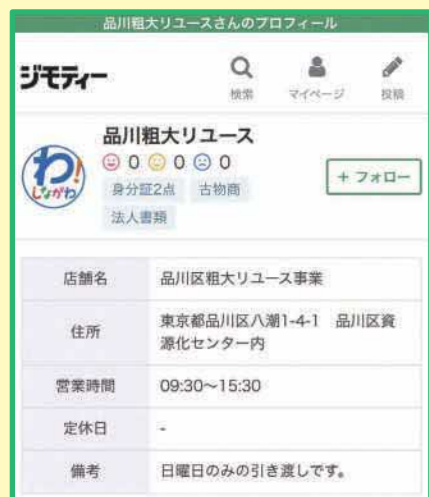 品川粗大リユースさんのプロフィール
ジモティー
検索 マイページ 投稿
品川粗大リユース
0 0 0
身分証2点 古物商
法人書類
+ フォロー
わ!
しながわ
店舗名 品川区粗大リユース事業
住所 東京都品川区八潮1-4-1 品川区資
源化センター内
営業時間 09:30～15:30
定休日 -
備考 日曜日のみの引き渡しです。